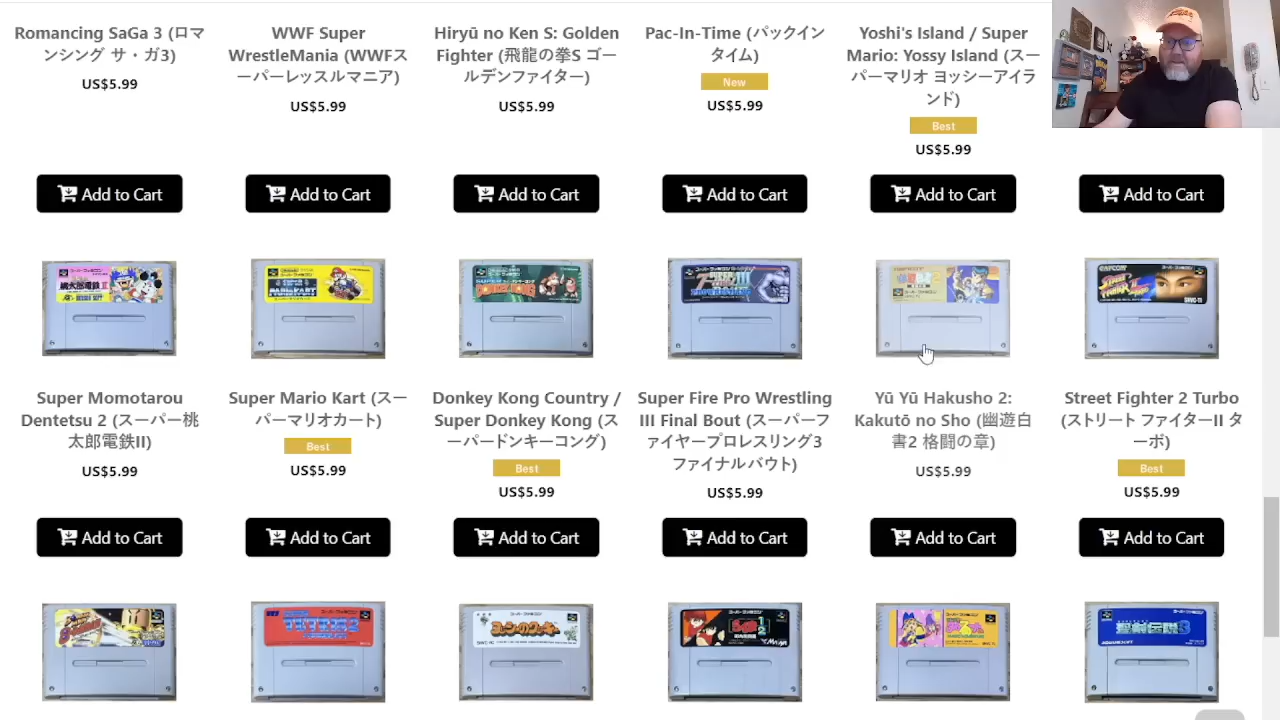 Romancing SaGa 3 (ロマ
ンシング サ・ガ3)
US$5.99
WWF Super
WrestleMania (WWFス
ーパーレッスルマニア)
US$5.99
Hiryū no Ken S: Golden
Fighter (飛龍の拳S ゴー
ルデンファイター)
US$5.99
Pac-In-Time (パックイン
タイム)
New
US$5.99
Yoshi's Island / Super
Mario: Yossy Island (スー
パーマリオ ヨッシーアイラ
ンド)
Best
US$5.99
Add to Cart
Add to Cart
Add to Cart
Add to Cart
Add to Cart
Add to Cart
Super Momotarou
Dentetsu 2 (スーパー桃
太郎電鉄II)
US$5.99
Super Mario Kart (スー
パーマリオカート)
Best
US$5.99
Donkey Kong Country /
Super Donkey Kong (ス
ーパードンキーコング)
Best
US$5.99
Super Fire Pro Wrestling
III Final Bout (スーパーフ
ァイヤープロレスリング3
ファイナルバウト)
US$5.99
Yū Yū Hakusho 2:
Kakutō no Sho (幽遊白
書2 格闘の章)
US$5.99
Street Fighter 2 Turbo
(ストリート ファイターII タ
ーボ)
Best
US$5.99
Add to Cart
Add to Cart
Add to Cart
Add to Cart
Add to Cart
Add to Cart